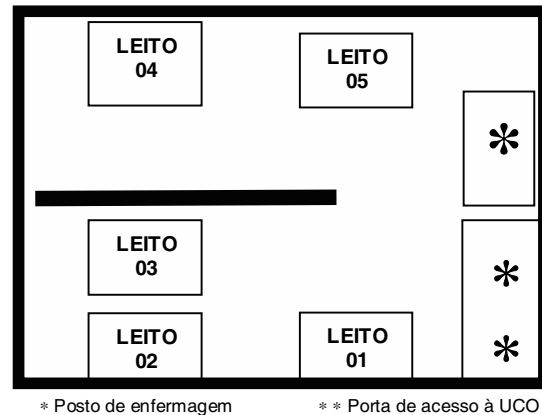 LEITO
04
LEITO
05
*
LEITO
03
*
LEITO
02
LEITO
01
*
* Posto de enfermagem
* * Porta de acesso à UCO